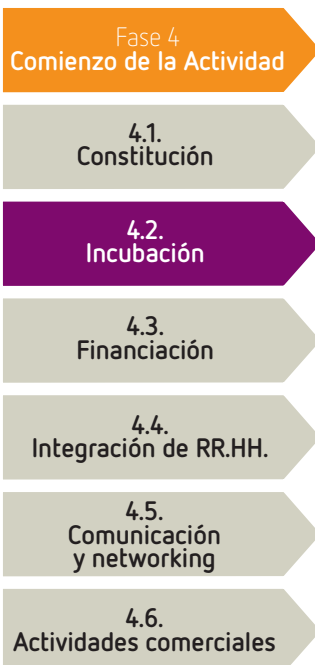 Fase 4
Comienzo de la Actividad
4.1.
Constitución
4.2.
Incubación
4.3.
Financiación
4.4.
Integración de RR.HH.
4.5.
Comunicación
y networking
4.6.
Actividades comerciales